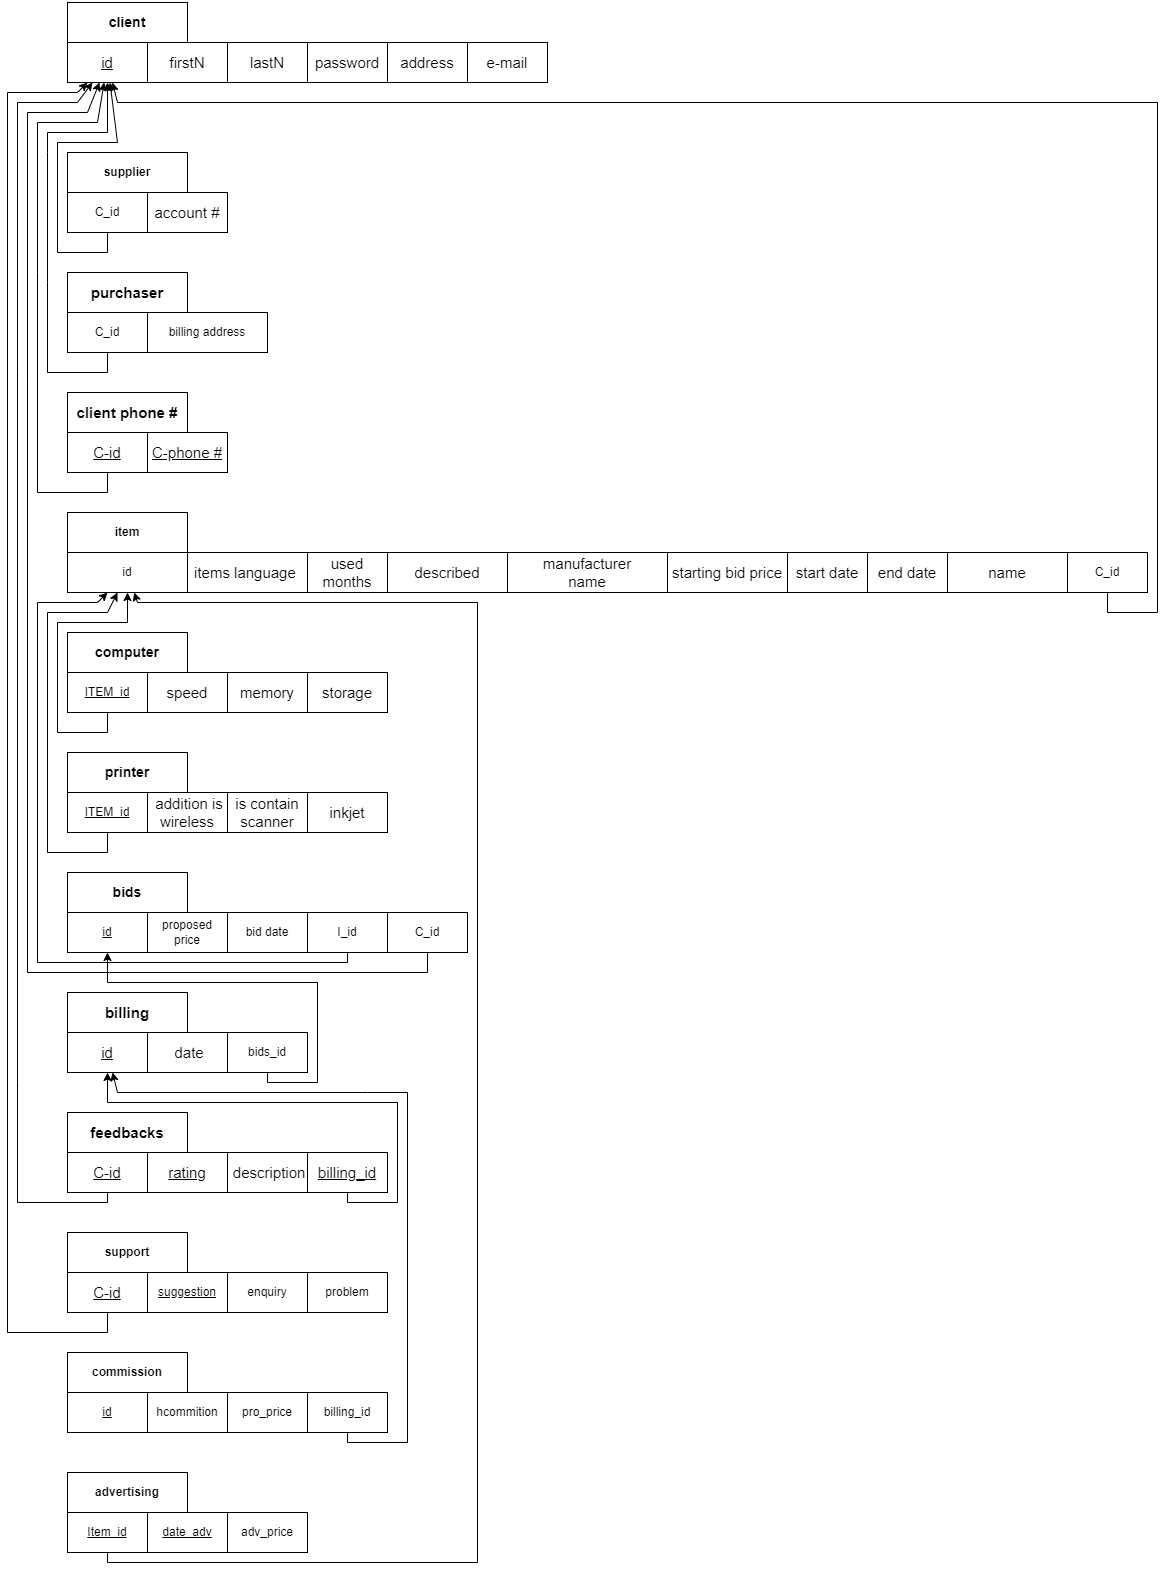 client
id firstN lastN password address e-mail
supplier
C_id account #
purchaser
C_id billing address
client phone #
C-id C-phone #
item
id items language used months described manufacturer name starting bid price start date end date name C_id
computer
ITEM_id speed memory storage
printer
ITEM_id addition is wireless is contain scanner inkjet
bids
id proposed price bid date I_id C_id
billing
id date bids_id
feedbacks
C-id rating description billing_id
support
C-id suggestion enquiry problem
commission
id hcommition pro_price billing_id
advertising
Item_id date_adv adv_price